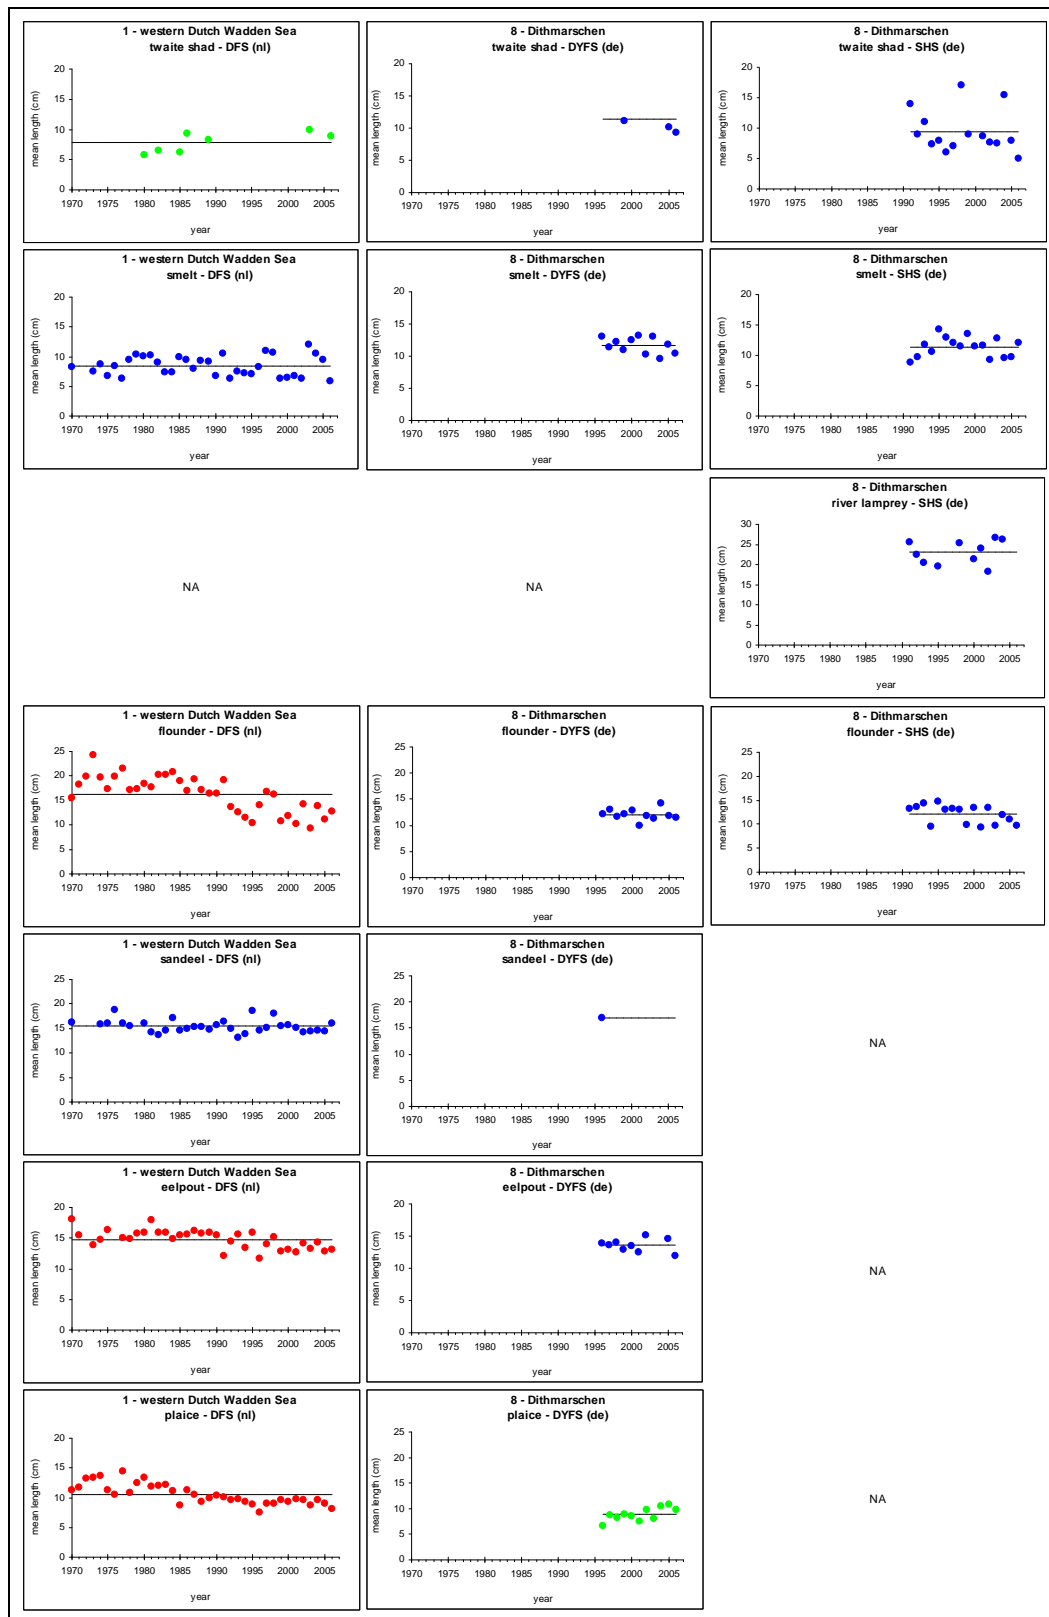 1 - western Dutch Wadden Sea
twaite shad - DFS (nl)
mean length (cm)
20
15
10
5
0
1970 1975 1980 1985 1990 1995 2000 2005
year
8 - Dithmarschen
twaite shad - DYFS (de)
mean length (cm)
20
15
10
5
0
1970 1975 1980 1985 1990 1995 2000 2005
year
8 - Dithmarschen
twaite shad - SHS (de)
mean length (cm)
20
15
10
5
0
1970 1975 1980 1985 1990 1995 2000 2005
year
1 - western Dutch Wadden Sea
smelt - DFS (nl)
mean length (cm)
20
15
10
5
0
1970 1975 1980 1985 1990 1995 2000 2005
year
8 - Dithmarschen
smelt - DYFS (de)
mean length (cm)
20
15
10
5
0
1970 1975 1980 1985 1990 1995 2000 2005
year
8 - Dithmarschen
smelt - SHS (de)
mean length (cm)
20
15
10
5
0
1970 1975 1980 1985 1990 1995 2000 2005
year
NA
NA
8 - Dithmarschen
river lamprey - SHS (de)
mean length (cm)
30
25
20
15
10
5
0
1970 1975 1980 1985 1990 1995 2000 2005
year
1 - western Dutch Wadden Sea
flounder - DFS (nl)
mean length (cm)
25
20
15
10
5
0
1970 1975 1980 1985 1990 1995 2000 2005
year
8 - Dithmarschen
flounder - DYFS (de)
mean length (cm)
25
20
15
10
5
0
1970 1975 1980 1985 1990 1995 2000 2005
year
8 - Dithmarschen
flounder - SHS (de)
mean length (cm)
25
20
15
10
5
0
1970 1975 1980 1985 1990 1995 2000 2005
year
1 - western Dutch Wadden Sea
sandeel - DFS (nl)
mean length (cm)
25
20
15
10
5
0
1970 1975 1980 1985 1990 1995 2000 2005
year
8 - Dithmarschen
sandeel - DYFS (de)
mean length (cm)
25
20
15
10
5
0
1970 1975 1980 1985 1990 1995 2000 2005
year
NA
1 - western Dutch Wadden Sea
eelpout - DFS (nl)
mean length (cm)
20
15
10
5
0
1970 1975 1980 1985 1990 1995 2000 2005
year
8 - Dithmarschen
eelpout - DYFS (de)
mean length (cm)
20
15
10
5
0
1970 1975 1980 1985 1990 1995 2000 2005
year
NA
1 - western Dutch Wadden Sea
plaice - DFS (nl)
mean length (cm)
20
15
10
5
0
1970 1975 1980 1985 1990 1995 2000 2005
year
8 - Dithmarschen
plaice - DYFS (de)
mean length (cm)
20
15
10
5
0
1970 1975 1980 1985 1990 1995 2000 2005
year
NA